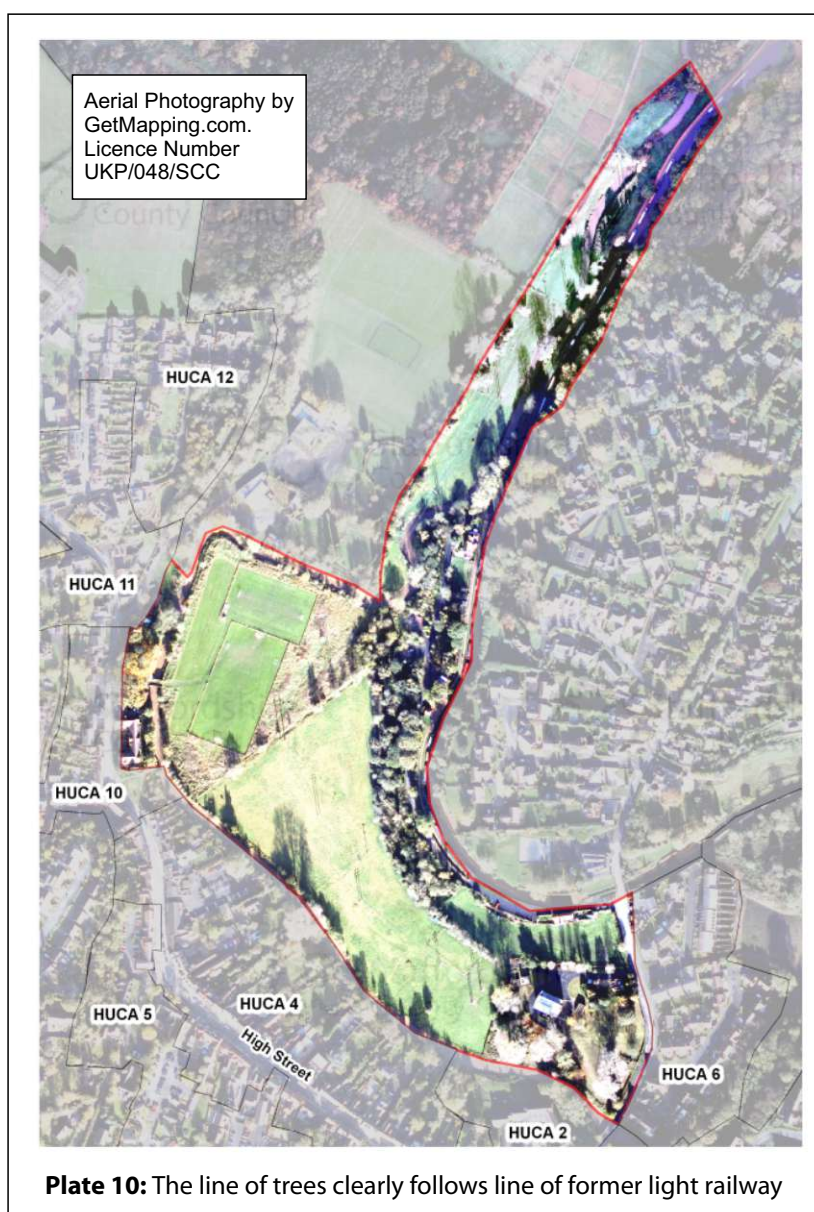 Aerial Photography by
GetMapping.com.
Licence Number
UKP/048/SCC
County
HUCA 12
HUCA 11
HUCA 10
HUCA 5
HUCA 4
High Street
HUCA 6
HUCA 2
Plate 10: The line of trees clearly follows line of former light railway